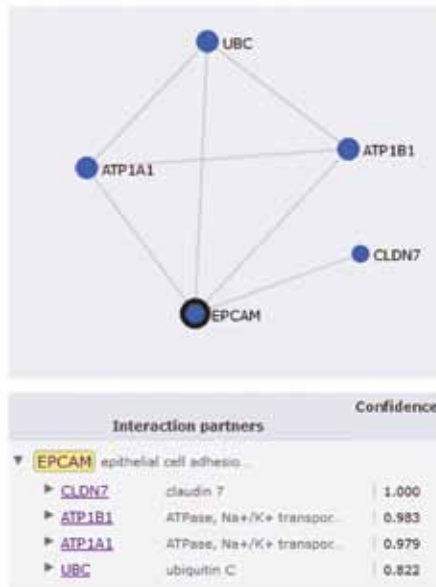 UBC
ATP1B1
ATP1A1
CLDN7
EPCAM
Confidence
Interaction partners
EPCAM epithelial cell adhesio...
CLDN7 claudin 7 1.000
ATP1B1 ATPase, Na+/K+ transpor... 0.983
ATP1A1 ATPase, Na+/K+ transpor... 0.979
UBC ubiquitin C 0.822